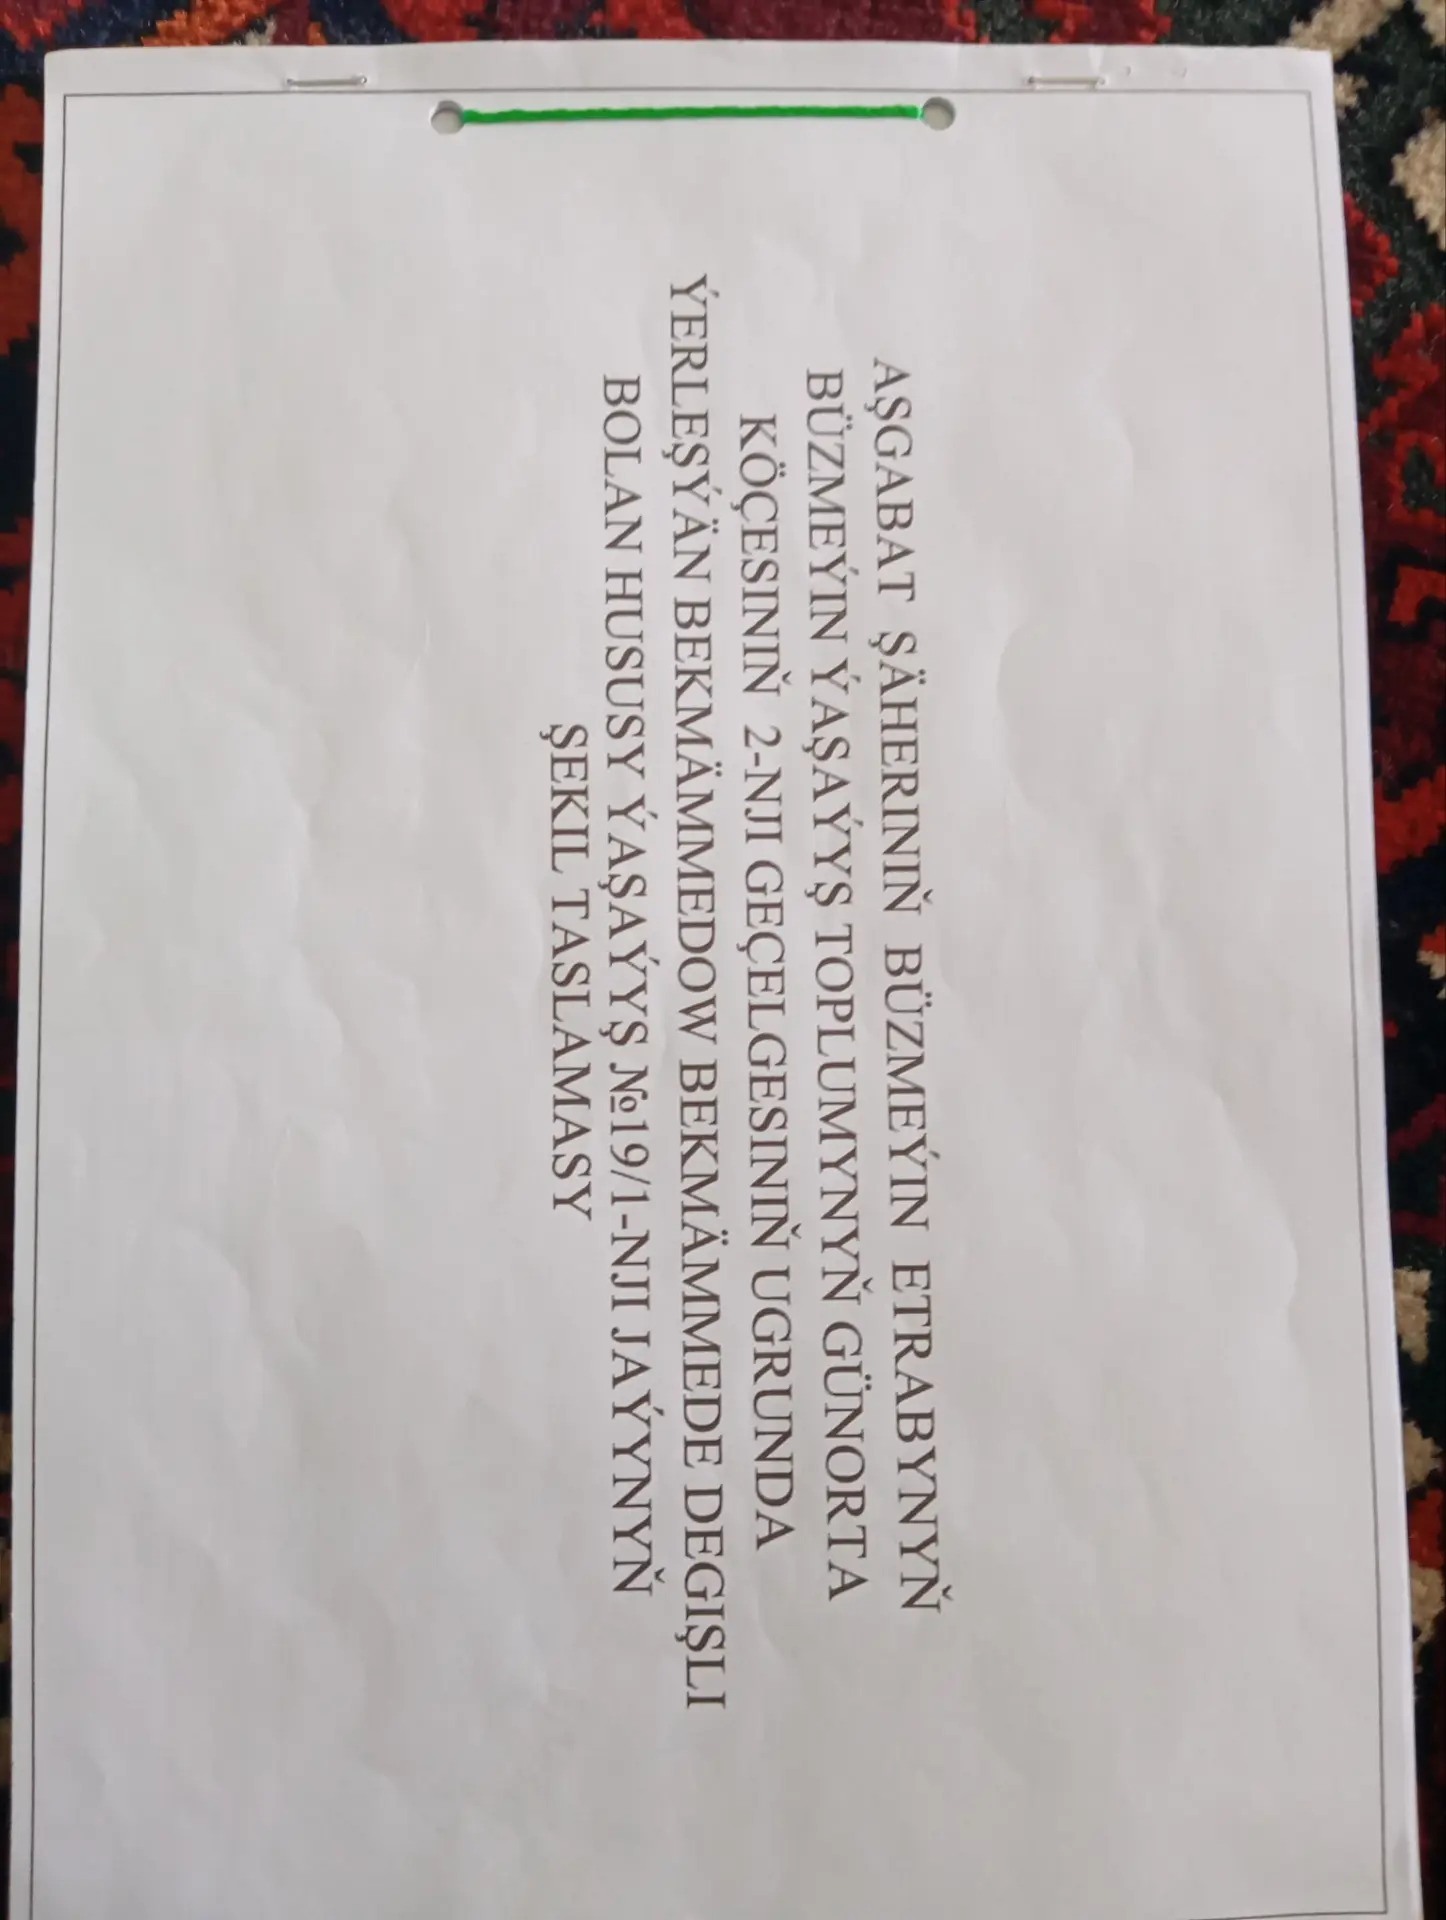 AŞGABAT ŞÄHERINIŇ BÜZMEÝIN ETRABYNYŇ
BÜZMEÝIN ÝAŞAÝYŞ TOPLUMYNYŇ GÜNORTA
KÖÇESINIŇ 2-NJI GEÇELGESINIŇ UGRUNDA
ÝERLEŞÝÄN BEKMÄMMEDOW BEKMÄMMEDE DEGIŞLI
BOLAN HUSUSY ÝAŞAÝYŞ №19/1-NJI JAÝYNYŇ
ŞEKIL TASLAMASY